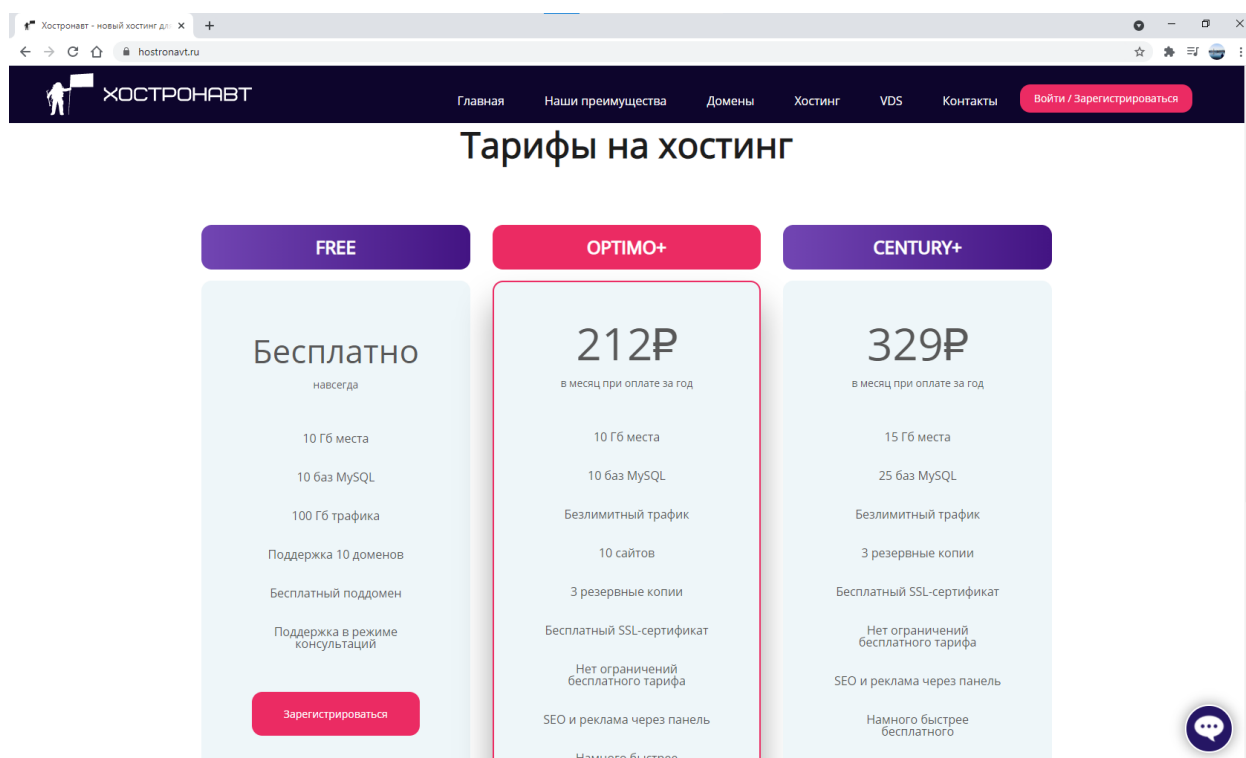 Хостронавт - новый хостинг дл
hostronavt.ru
ХОСТРОНАВТ
Главная
Наши преимущества
Домены
Хостинг
VDS
Контакты
Войти / Зарегистрироваться
Тарифы на хостинг
FREE
Бесплатно
навсегда
10 Гб места
10 баз MySQL
100 Гб трафика
Поддержка 10 доменов
Бесплатный поддомен
Поддержка в режиме
консультаций
Зарегистрироваться
OPTIMO+
212₽
в месяц при оплате за год
10 Гб места
10 баз MySQL
Безлимитный трафик
10 сайтов
3 резервные копии
Бесплатный SSL-сертификат
Нет ограничений
бесплатного тарифа
SEO и реклама через панель
Намного быстрее
CENTURY+
329₽
в месяц при оплате за год
15 Гб места
25 баз MySQL
Безлимитный трафик
3 резервные копии
Бесплатный SSL-сертификат
Нет ограничений
бесплатного тарифа
SEO и реклама через панель
Намного быстрее
бесплатного